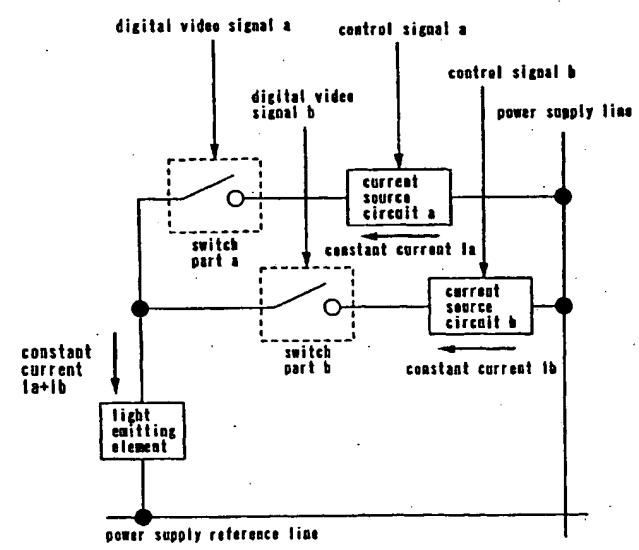 digital video signal a
control signal a
control signal b
digital video
signal b
power supply line
current
source
circuit a
switch
part a
constant current Ia
current
source
circuit b
switch
part b
constant current Ib
constant
current
Ia+Ib
light
emitting
element
power supply reference line